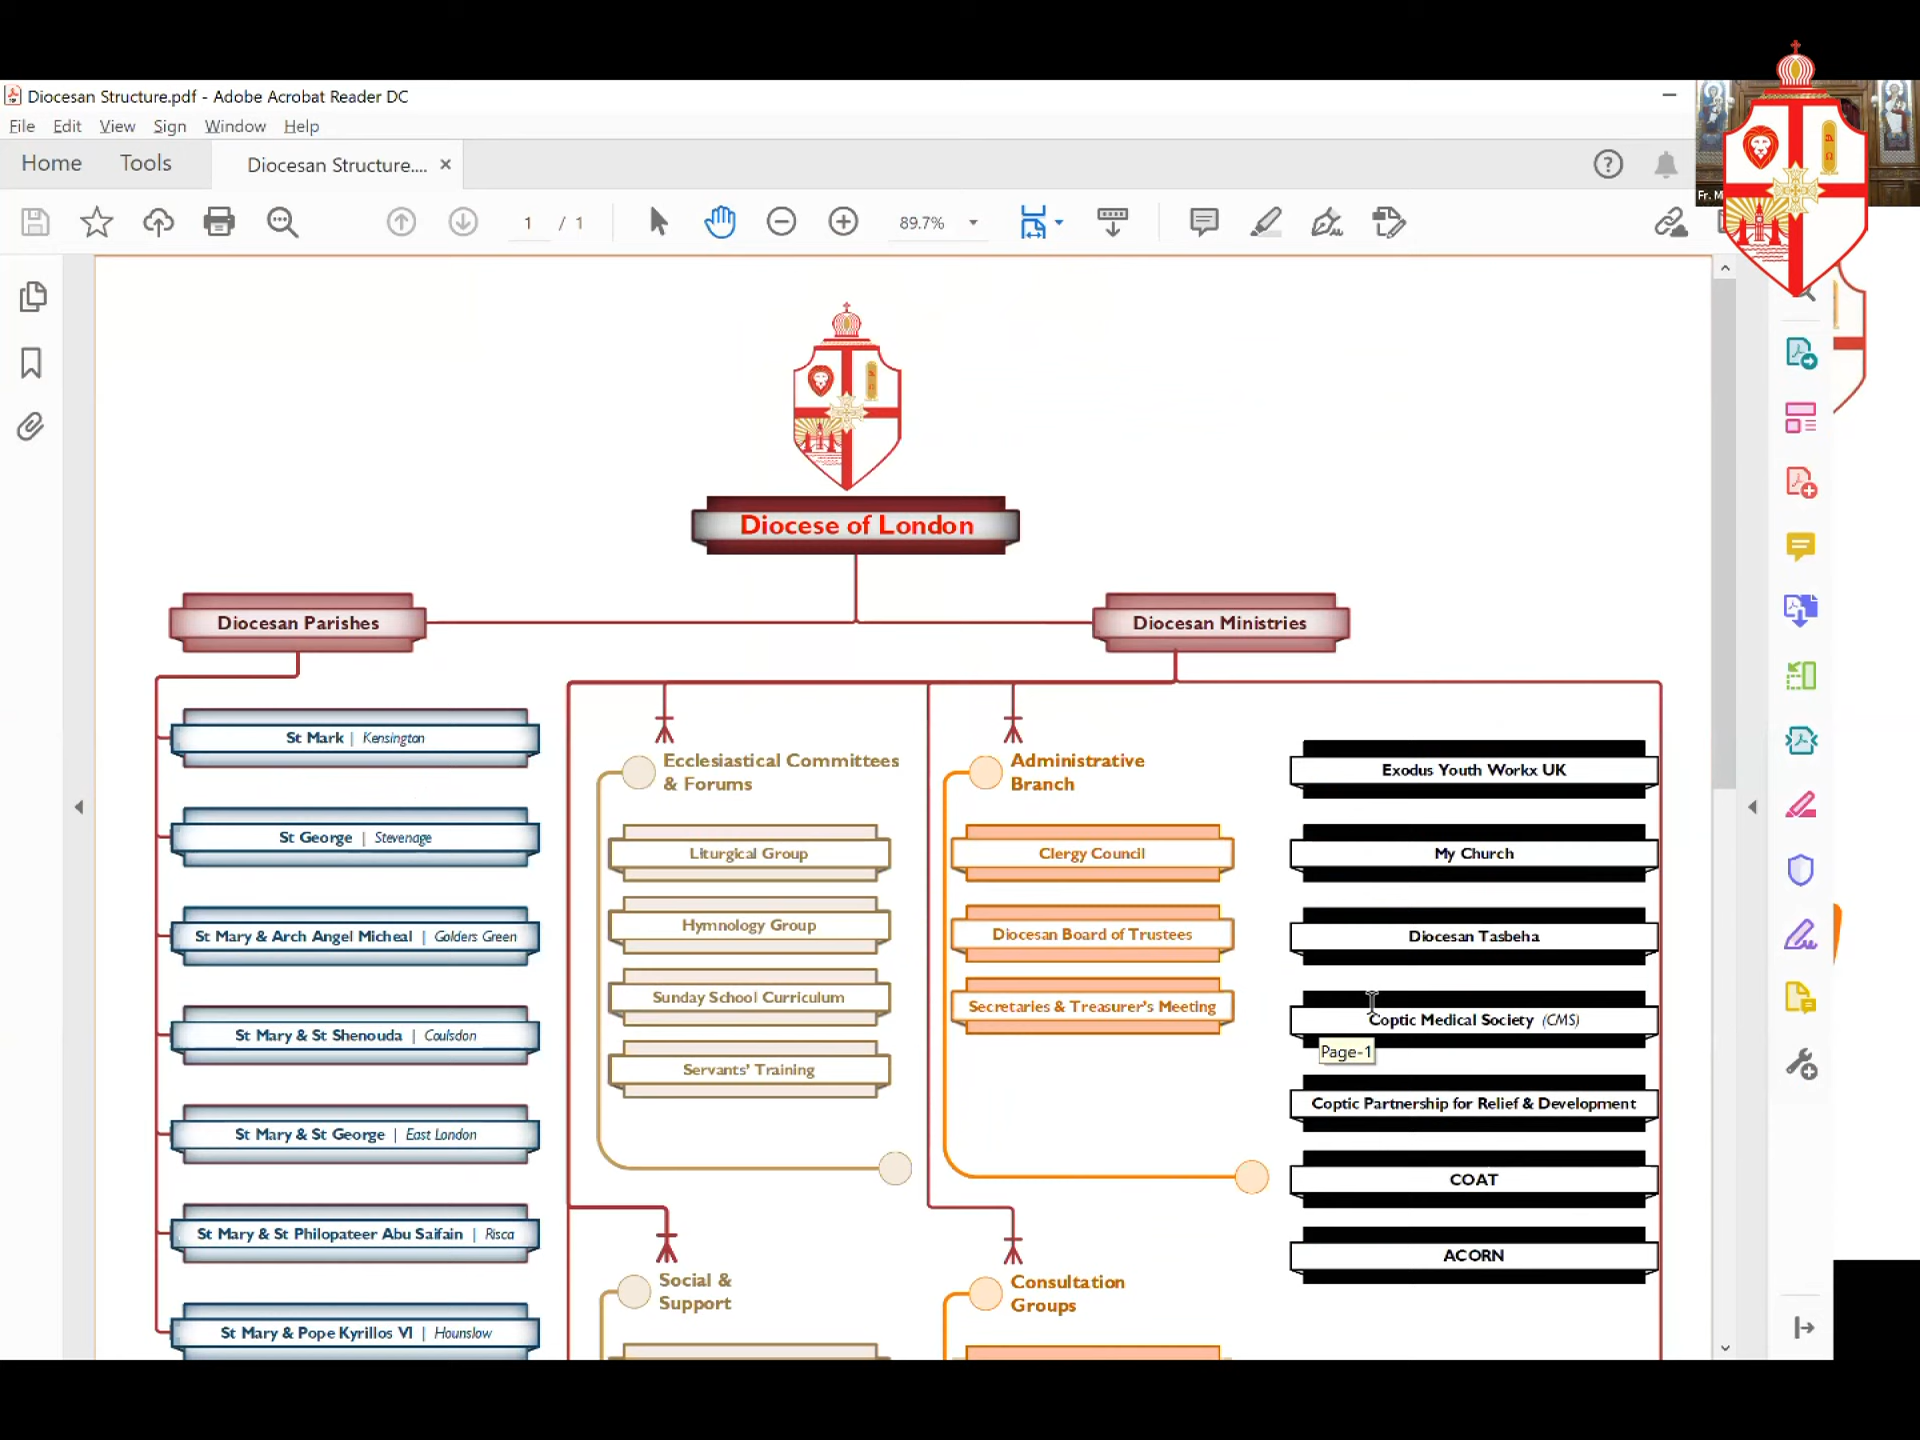 Diocesan Structure.pdf - Adobe Acrobat Reader DC
File Edit View Sign Window Help
Home Tools Diocesan Structure....
1 / 1 89.7%
Fr. M
Diocese of London
Diocesan Parishes
Diocesan Ministries
St Mark | Kensington
St George | Stevenage
St Mary & Arch Angel Micheal | Golders Green
St Mary & St Shenouda | Coulsdon
St Mary & St George | East London
St Mary & St Philopateer Abu Saifain | Risca
St Mary & Pope Kyrillos VI | Hounslow
Ecclesiastical Committees
& Forums
Liturgical Group
Hymnology Group
Sunday School Curriculum
Servants' Training
Social &
Support
Administrative
Branch
Clergy Council
Diocesan Board of Trustees
Secretaries & Treasurer's Meeting
Consultation
Groups
Exodus Youth Workx UK
My Church
Diocesan Tasbeha
Coptic Medical Society (CMS)
Page-1
Coptic Partnership for Relief & Development
COAT
ACORN